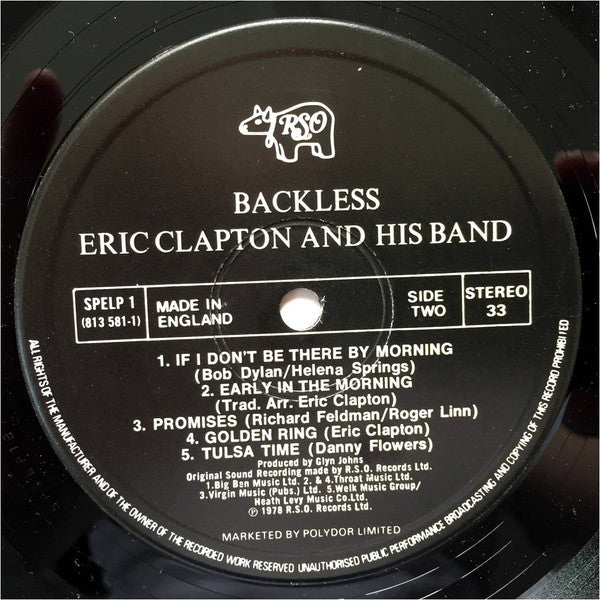 RSO
BACKLESS
ERIC CLAPTON AND HIS BAND
SPELP 1
(813 581-1)
MADE IN
ENGLAND
SIDE
TWO
STEREO
33
1. IF I DON'T BE THERE BY MORNING
(Bob Dylan/Helena Springs)
2. EARLY IN THE MORNING
(Trad. Arr. Eric Clapton)
3. PROMISES (Richard Feldman/Roger Linn)
4. GOLDEN RING (Eric Clapton)
5. TULSA TIME (Danny Flowers)
Produced by Glyn Johns
Original Sound Recording made by R.S.O. Records Ltd.
1.Big Ben Music Ltd. 2. & 4.Throat Music Ltd.
3.Virgin Music (Pubs.) Ltd. 5.Welk Music Group/
Heath Levy Music Co.Ltd.
℗ 1978 R.S.O. Records Ltd.
MARKETED BY POLYDOR LIMITED
ALL RIGHTS OF THE MANUFACTURER AND OF THE OWNER OF THE RECORDED WORK RESERVED UNAUTHORISED PUBLIC PERFORMANCE BROADCASTING AND COPYING OF THIS RECORD PROHIBITED